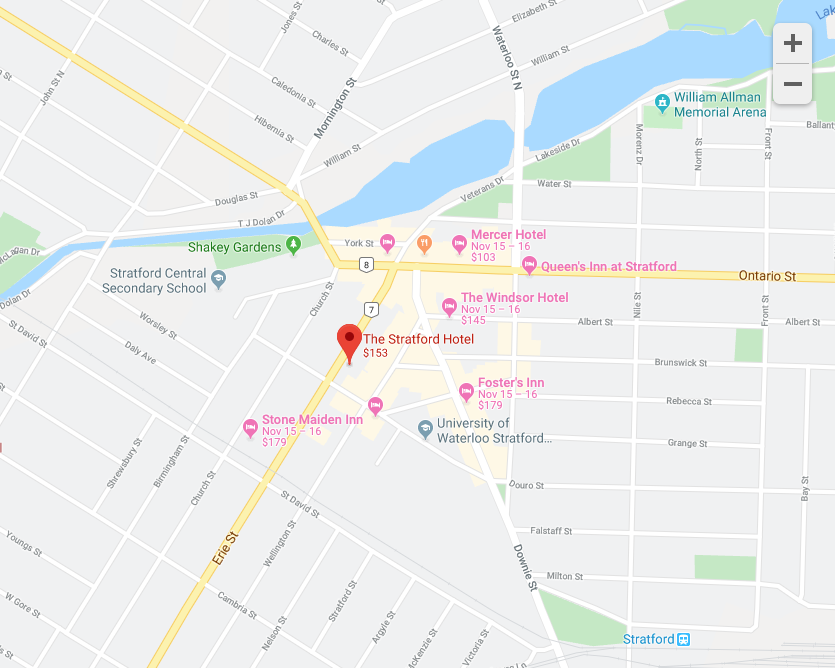 Elizabeth St
Jones St
Charles St
Waterloo St N
William St
Lak
+
−
John St N
Caledonia St
Mornington St
Hibernia St
William St
William Allman
Memorial Arena
Lakeside Dr
Morenz Dr
North St
Front St
Ballant
Water St
Veterans Dr
Douglas St
T J Dolan Dr
McLagan Dr
Dolan Dr
Shakey Gardens
York St
Mercer Hotel
Nov 15 – 16
$103
8
Queen's Inn at Stratford
Ontario St
Stratford Central
Secondary School
Church St
7
The Windsor Hotel
Nov 15 – 16
$145
Nile St
Front St
Albert St
Albert St
St David St
Worsley St
Daly Ave
The Stratford Hotel
$153
Brunswick St
Foster's Inn
Nov 15 – 16
$179
Rebecca St
Stone Maiden Inn
Nov 15 – 16
$179
University of
Waterloo Stratford...
Grange St
Shrewsbury St
Birmingham St
Church St
St David St
Douro St
Bay St
Falstaff St
Erie St
Wellington St
Downie St
Youngs St
Milton St
W Gore St
Cambria St
Stratford St
Nelson St
Argyle St
McKenzie St
Victoria St
Stratford